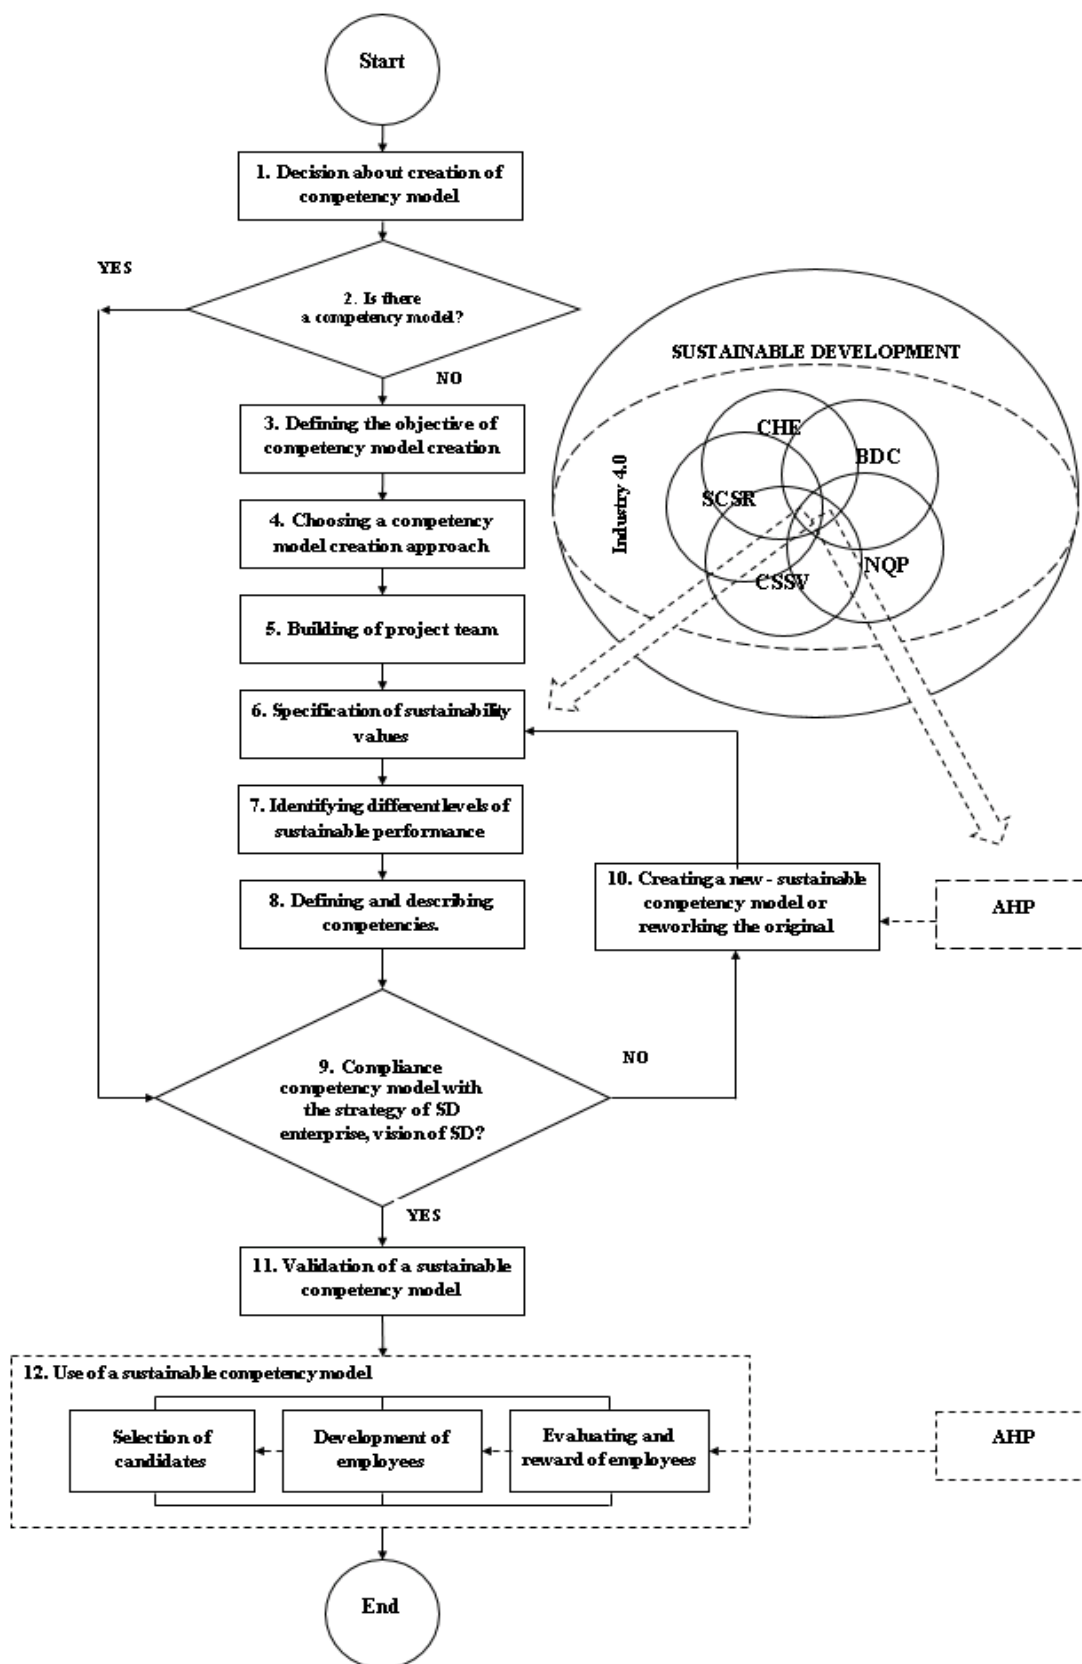 Start
1. Decision about creation of
competency model
YES
2. Is there
a competency model?
NO
3. Defining the objective of
competency model creation
4. Choosing a competency
model creation approach
5. Building of project team
6. Specification of sustainability
values
7. Identifying different levels of
sustainable performance
8. Defining and describing
competencies.
SUSTAINABLE DEVELOPMENT
Industry 4.0
CHE
BDC
SCSR
NQP
CSSV
10. Creating a new - sustainable
competency model or
reworking the original
AHP
9. Compliance
competency model with
the strategy of SD
enterprise, vision of SD?
NO
YES
11. Validation of a sustainable
competency model
12. Use of a sustainable competency model
Selection of
candidates
Development of
employees
Evaluating and
reward of employees
AHP
End